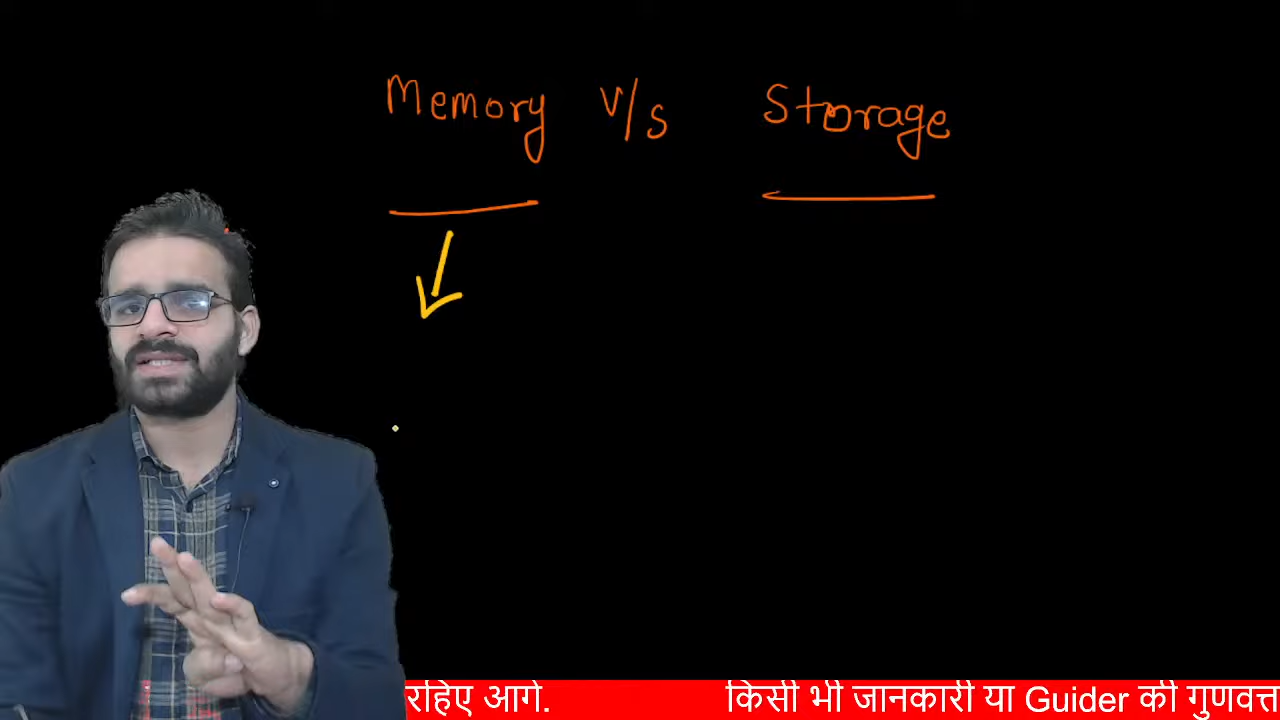 Memory v/s Storage
रहिए आगे. किसी भी जानकारी या Guider की गुणवत्त